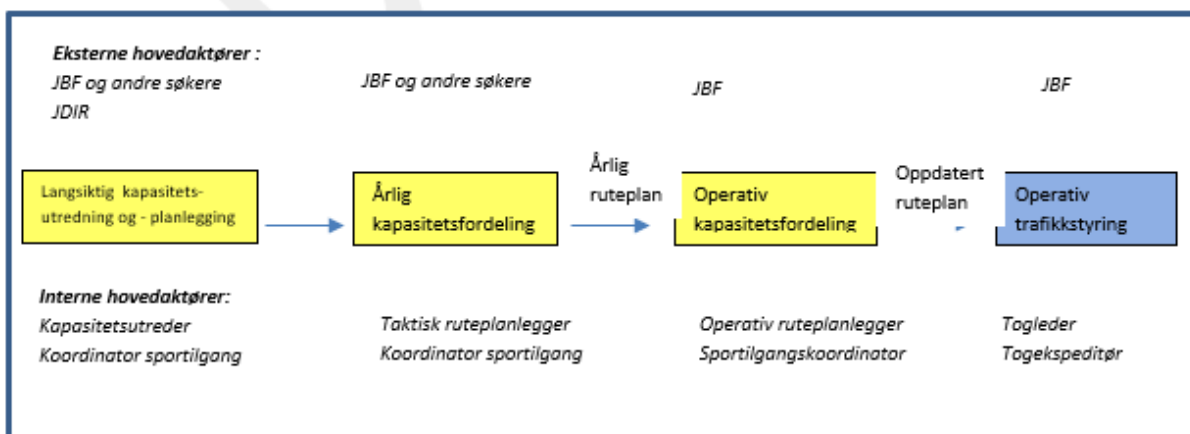 Eksterne hovedaktører :
JBF og andre søkere
JDIR
JBF og andre søkere
JBF
JBF
Langsiktig kapasitets-
utredning og - planlegging
Årlig
kapasitetsfordeling
Årlig
ruteplan
Operativ
kapasitetsfordeling
Oppdatert
ruteplan
Operativ
trafikkstyring
Interne hovedaktører:
Kapasitetsutreder
Koordinator sportilgang
Taktisk ruteplanlegger
Koordinator sportilgang
Operativ ruteplanlegger
Sportilgangskoordinator
Togleder
Togekspeditør